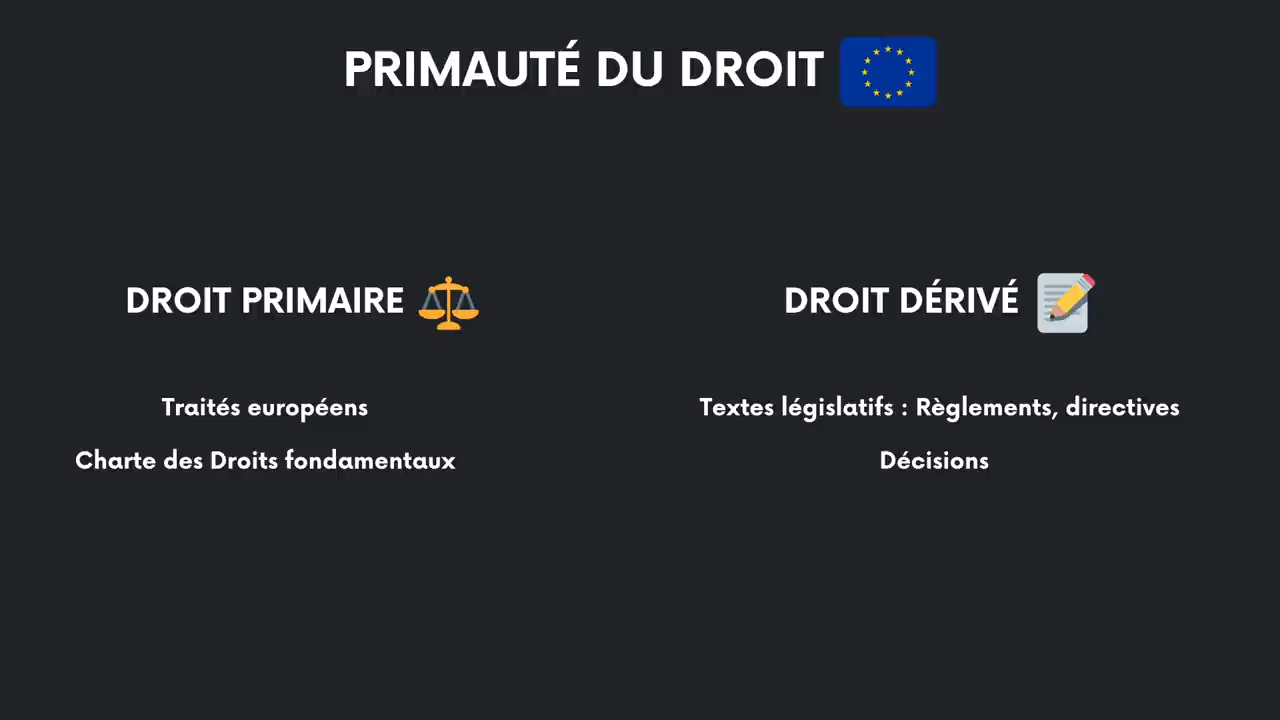 PRIMAUTÉ DU DROIT
DROIT PRIMAIRE
Traités européens
Charte des Droits fondamentaux
DROIT DÉRIVÉ
Textes législatifs : Règlements, directives
Décisions